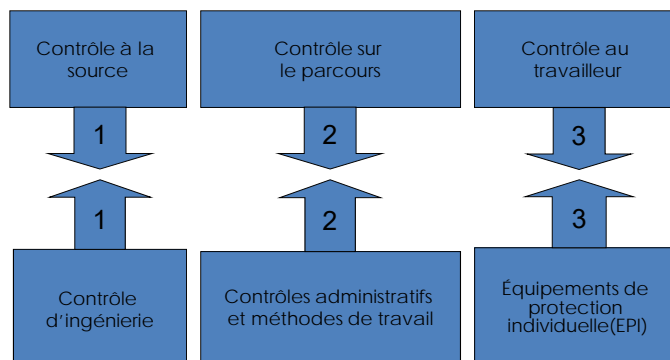 Contrôle à la
source
Contrôle sur
le parcours
Contrôle au
travailleur
1
2
3
1
2
3
Contrôle
d'ingénierie
Contrôles administratifs
et méthodes de travail
Équipements de
protection
individuelle(EPI)